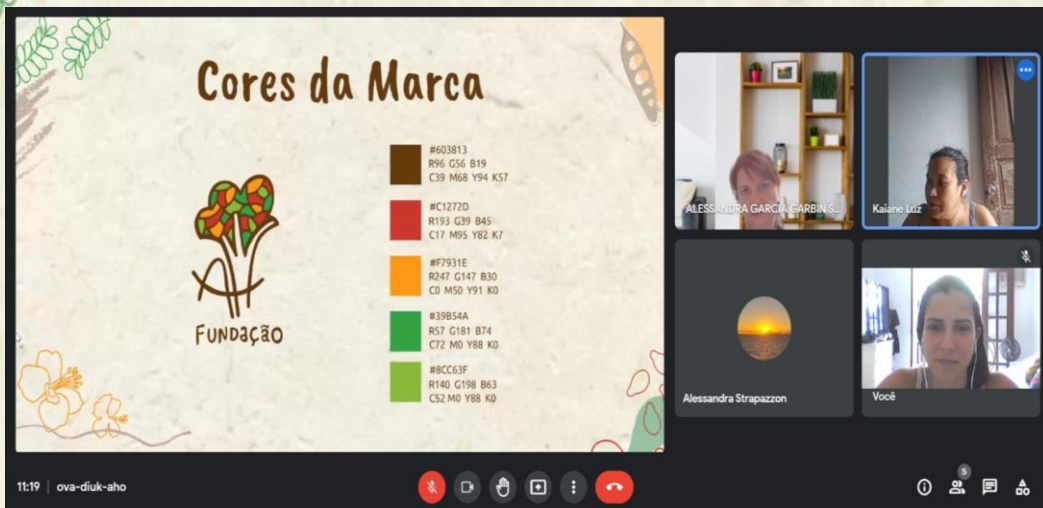 Cores da Marca
#603813
R96 G56 B19
C39 M68 Y94 K57
#C1272D
R193 G39 B45
C17 M95 Y82 K7
#F7931E
R247 G147 B30
C0 M50 Y91 K0
#39B54A
R57 G181 B74
C72 M0 Y88 K0
#8CC63F
R140 G198 B63
C52 M0 Y88 K0
FUNDAÇÃO
ALESSANDRA GARCIA GARBIN S...
Kaiane Luz
Alessandra Strapazzon
Você
11:19 | ova-diuk-aho
5